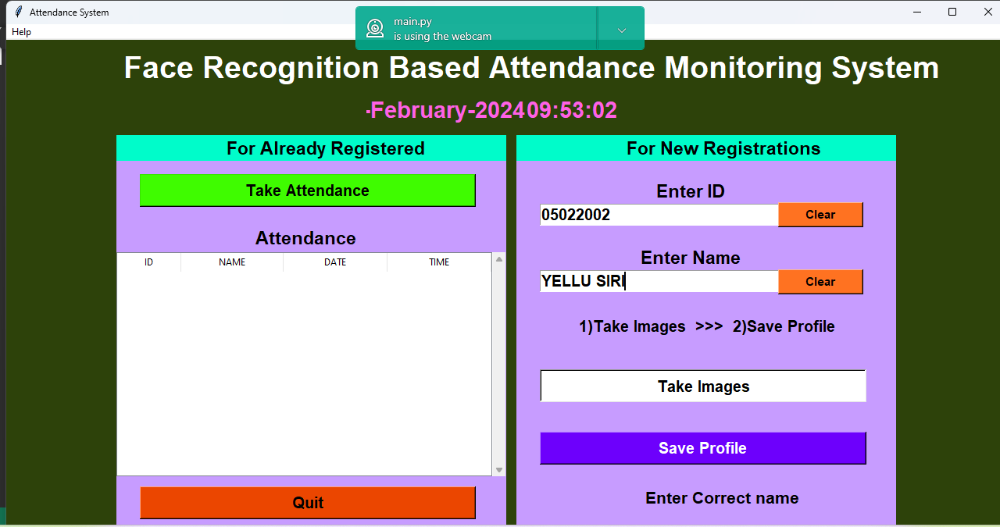 Attendance System
Help
main.py
is using the webcam
Face Recognition Based Attendance Monitoring System
-February-2024 09:53:02
For Already Registered
Take Attendance
Attendance
ID NAME DATE TIME
Quit
For New Registrations
Enter ID
05022002 Clear
Enter Name
YELLU SIRI Clear
1)Take Images >>> 2)Save Profile
Take Images
Save Profile
Enter Correct name